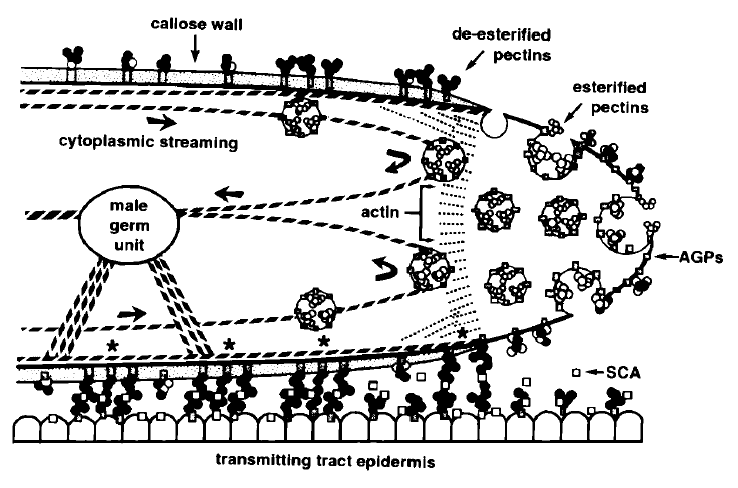 callose wall
de-esterified
pectins
esterified
pectins
cytoplasmic streaming
male
germ
unit
actin
AGPs
* * * *
SCA
transmitting tract epidermis